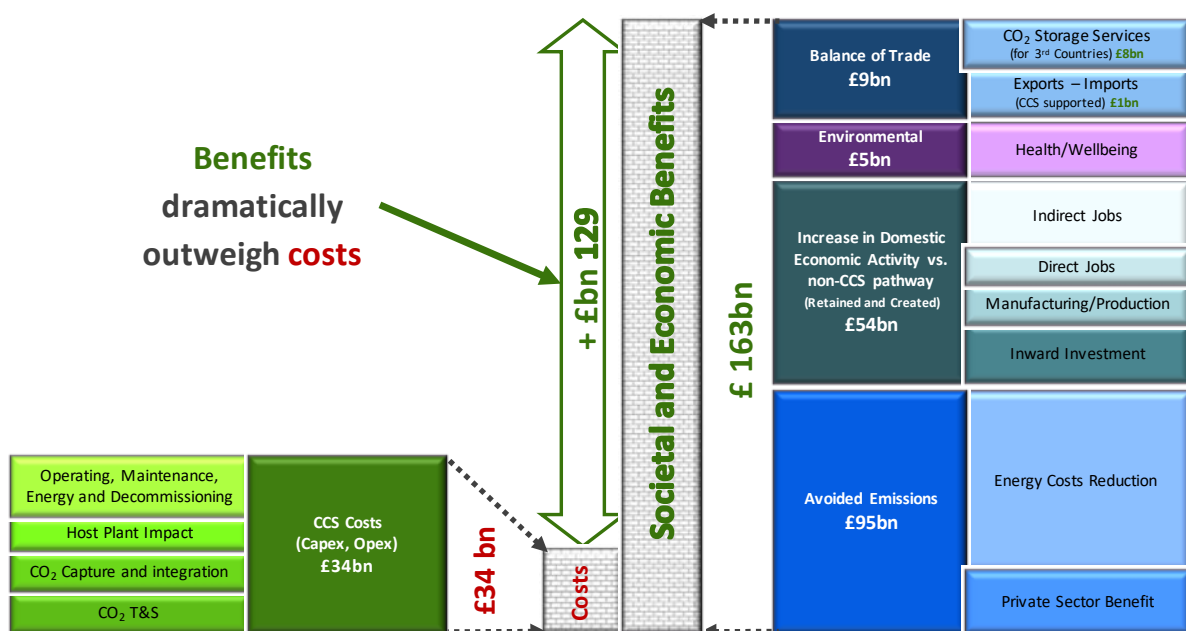 Benefits
dramatically
outweigh costs
Operating, Maintenance,
Energy and Decommissioning
Host Plant Impact
CO₂ Capture and integration
CO₂ T&S
CCS Costs
(Capex, Opex)
£34bn
£34 bn
Costs
+ £bn 129
Societal and Economic Benefits
£ 163bn
Balance of Trade
£9bn
CO₂ Storage Services
(for 3rd Countries) £8bn
Exports – Imports
(CCS supported) £1bn
Environmental
£5bn
Health/Wellbeing
Increase in Domestic
Economic Activity vs.
non-CCS pathway
(Retained and Created)
£54bn
Indirect Jobs
Direct Jobs
Manufacturing/Production
Inward Investment
Avoided Emissions
£95bn
Energy Costs Reduction
Private Sector Benefit